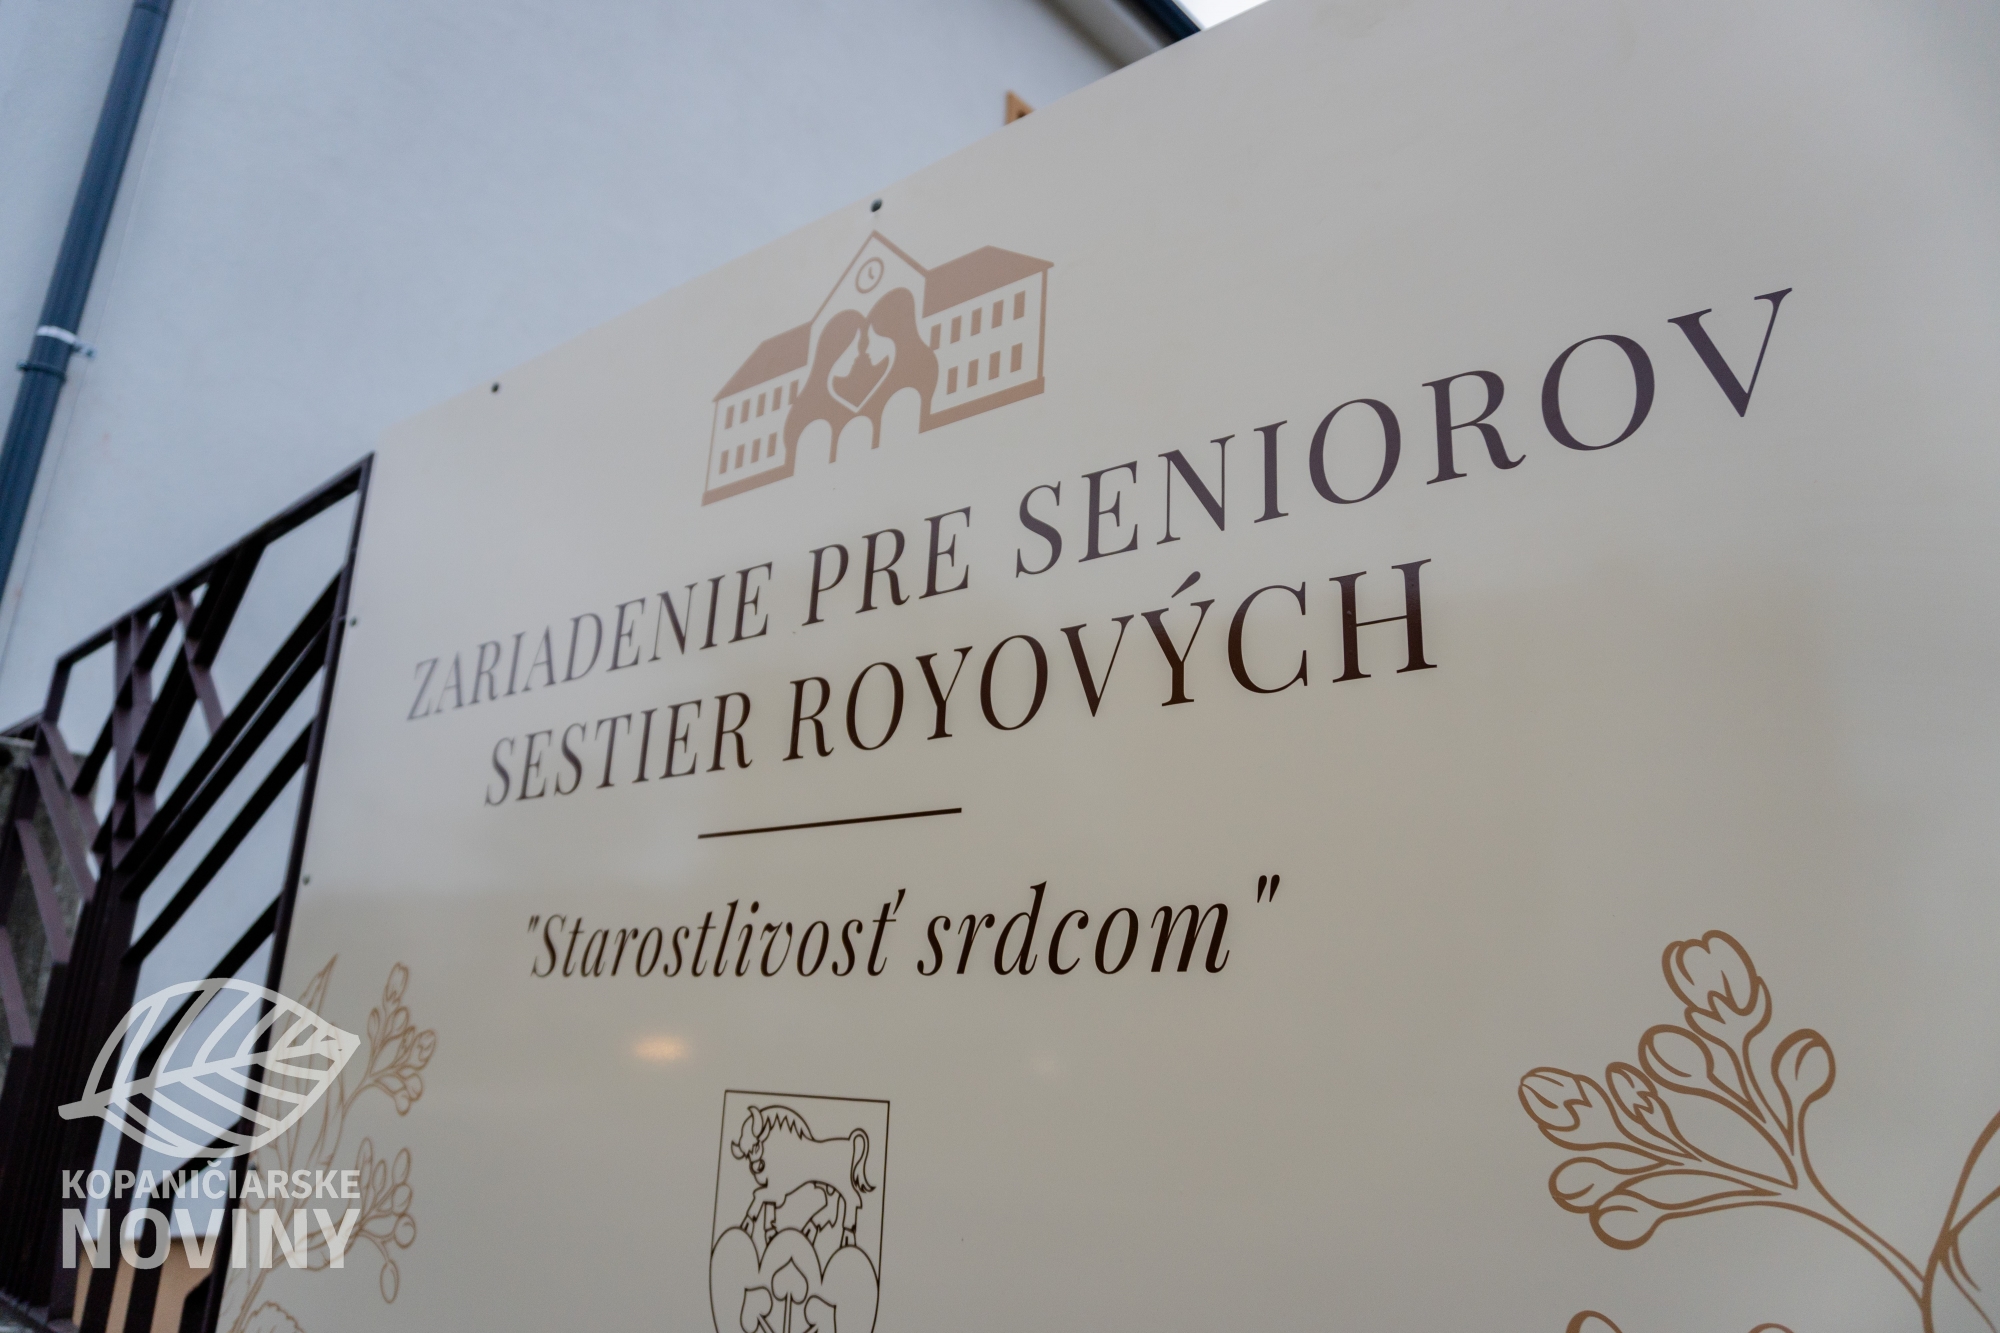 ZARIADENIE PRE SENIOROV
SESTIER ROYOVÝCH
"Starostlivosť srdcom"
KOPANIČIARSKE
NOVINY